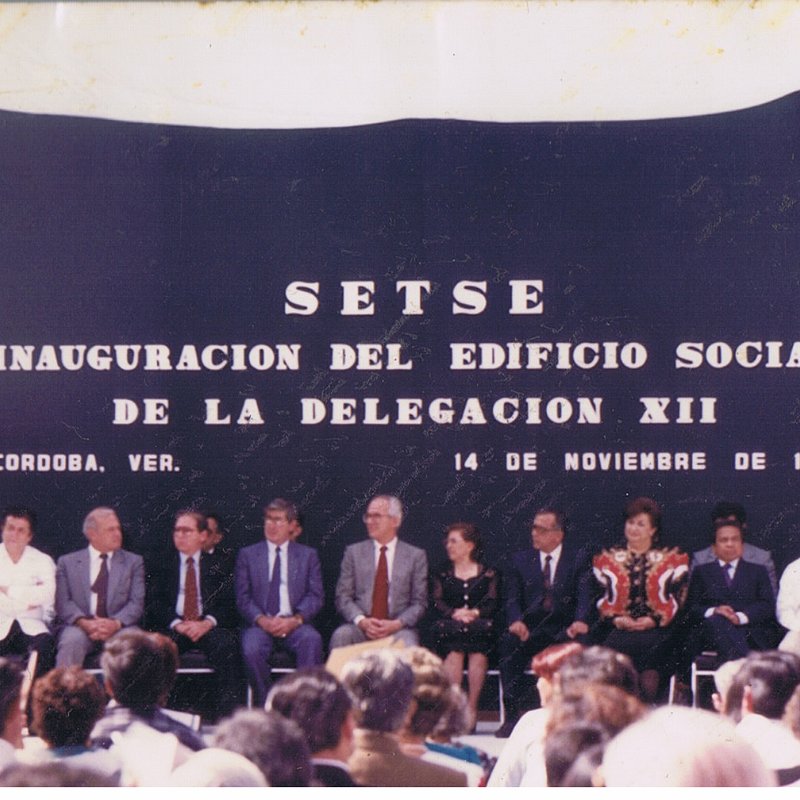 SETSE
INAUGURACION DEL EDIFICIO SOCIA
DE LA DELEGACION XII
CORDOBA, VER. 14 DE NOVIEMBRE DE 1